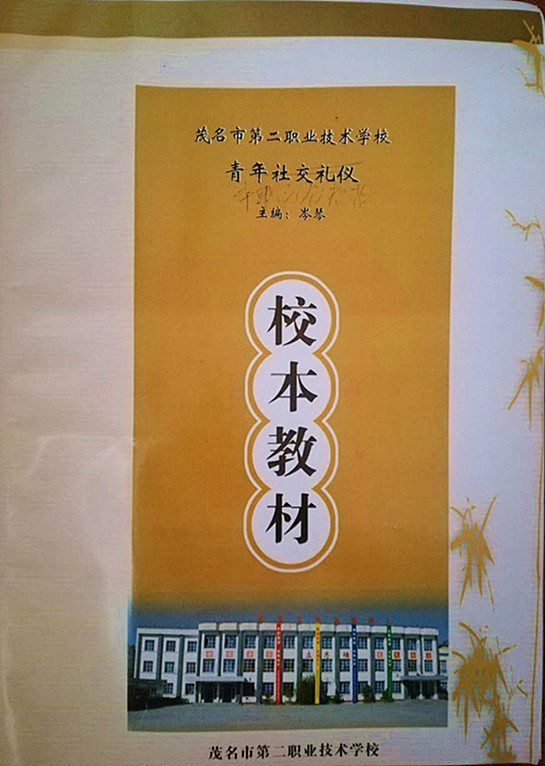 茂名市第二职业技术学校
青年社交礼仪
主编：岑琴
校
本
教
材
茂名市第二职业技术学校